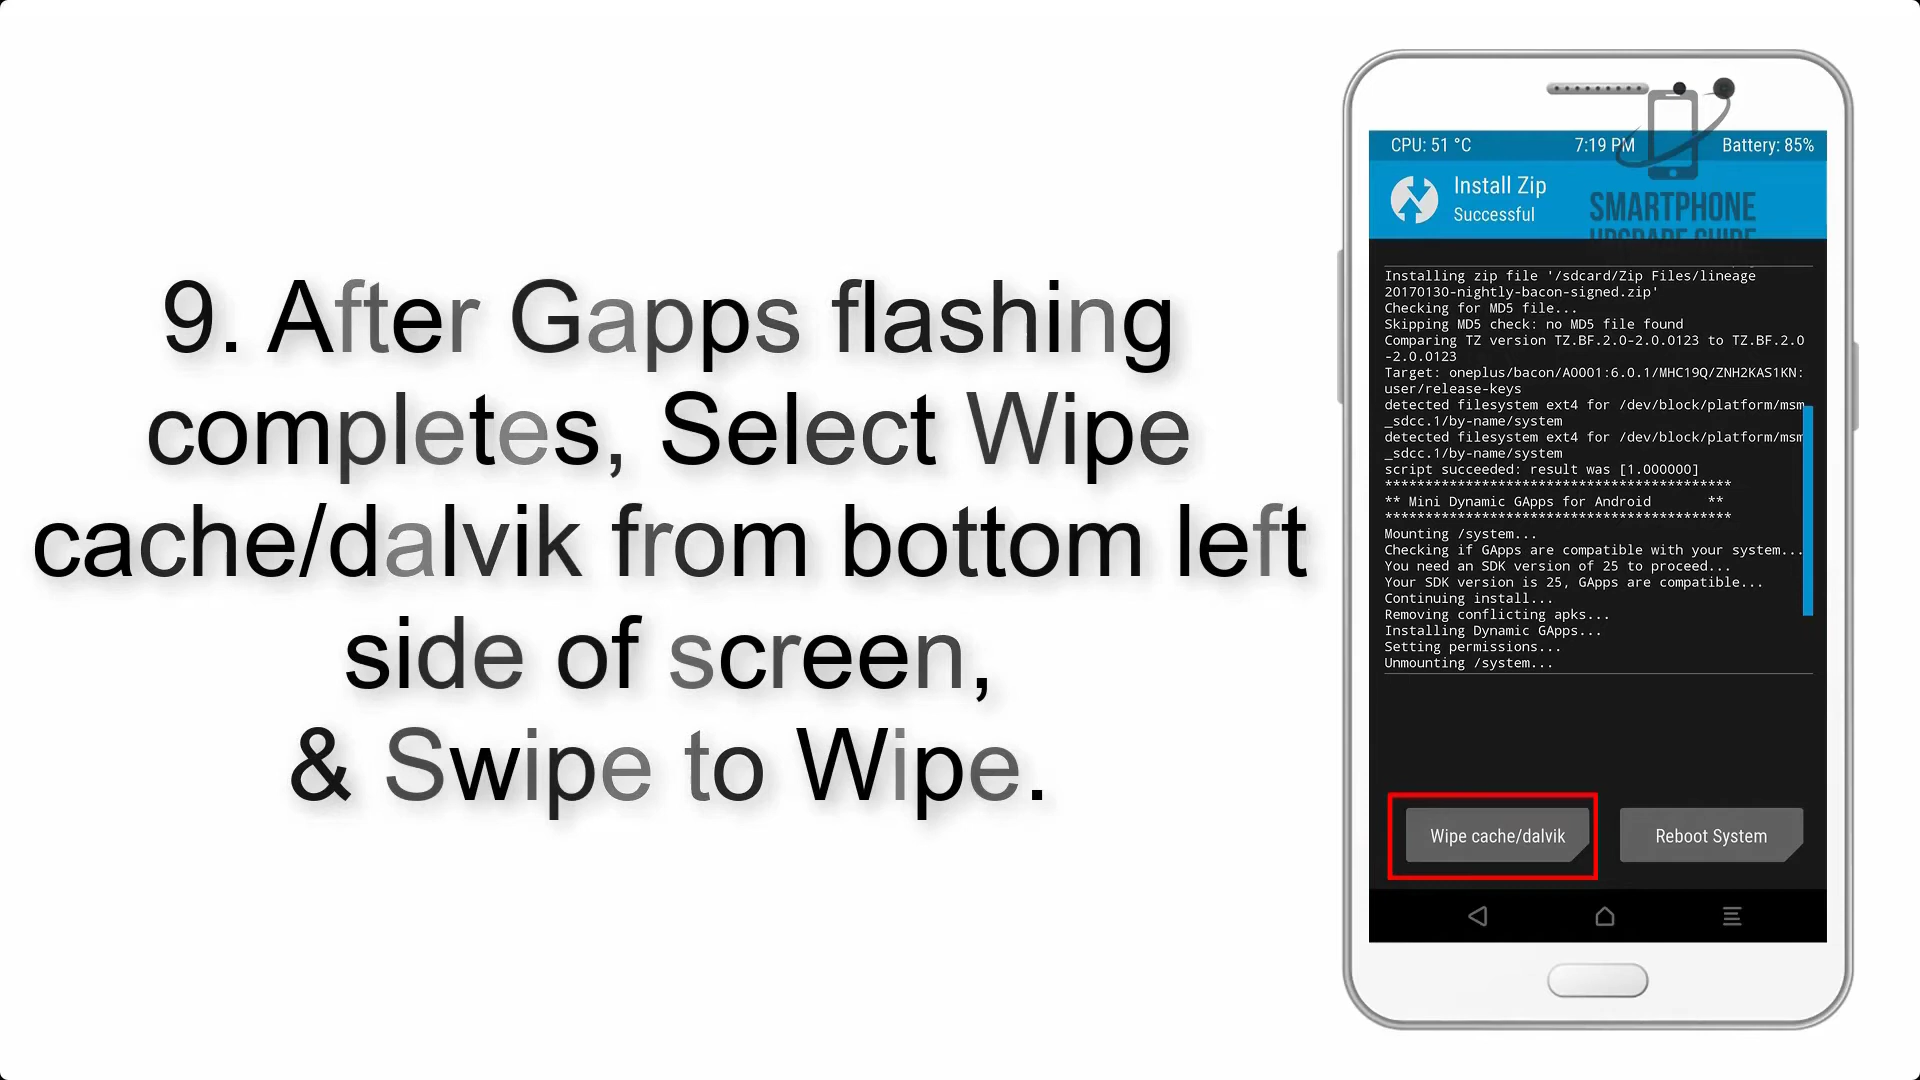 9. After Gapps flashing
completes, Select Wipe
cache/dalvik from bottom left
side of screen,
& Swipe to Wipe.
CPU: 51 °C 7:19 PM Battery: 85%
Install Zip
Successful
SMARTPHONE
UPGRADE GUIDE
Installing zip file '/sdcard/Zip Files/lineage
20170130-nightly-bacon-signed.zip'
Checking for MD5 file...
Skipping MD5 check: no MD5 file found
Comparing TZ version TZ.BF.2.0-2.0.0123 to TZ.BF.2.0
-2.0.0123
Target: oneplus/bacon/A0001:6.0.1/MHC19Q/ZNH2KAS1KN:
user/release-keys
detected filesystem ext4 for /dev/block/platform/msm
_sdcc.1/by-name/system
detected filesystem ext4 for /dev/block/platform/msm
_sdcc.1/by-name/system
script succeeded: result was [1.000000]
*******************************************
** Mini Dynamic GApps for Android **
*******************************************
Mounting /system...
Checking if GApps are compatible with your system...
You need an SDK version of 25 to proceed...
Your SDK version is 25, GApps are compatible...
Continuing install...
Removing conflicting apks...
Installing Dynamic GApps...
Setting permissions...
Unmounting /system...
Wipe cache/dalvik Reboot System